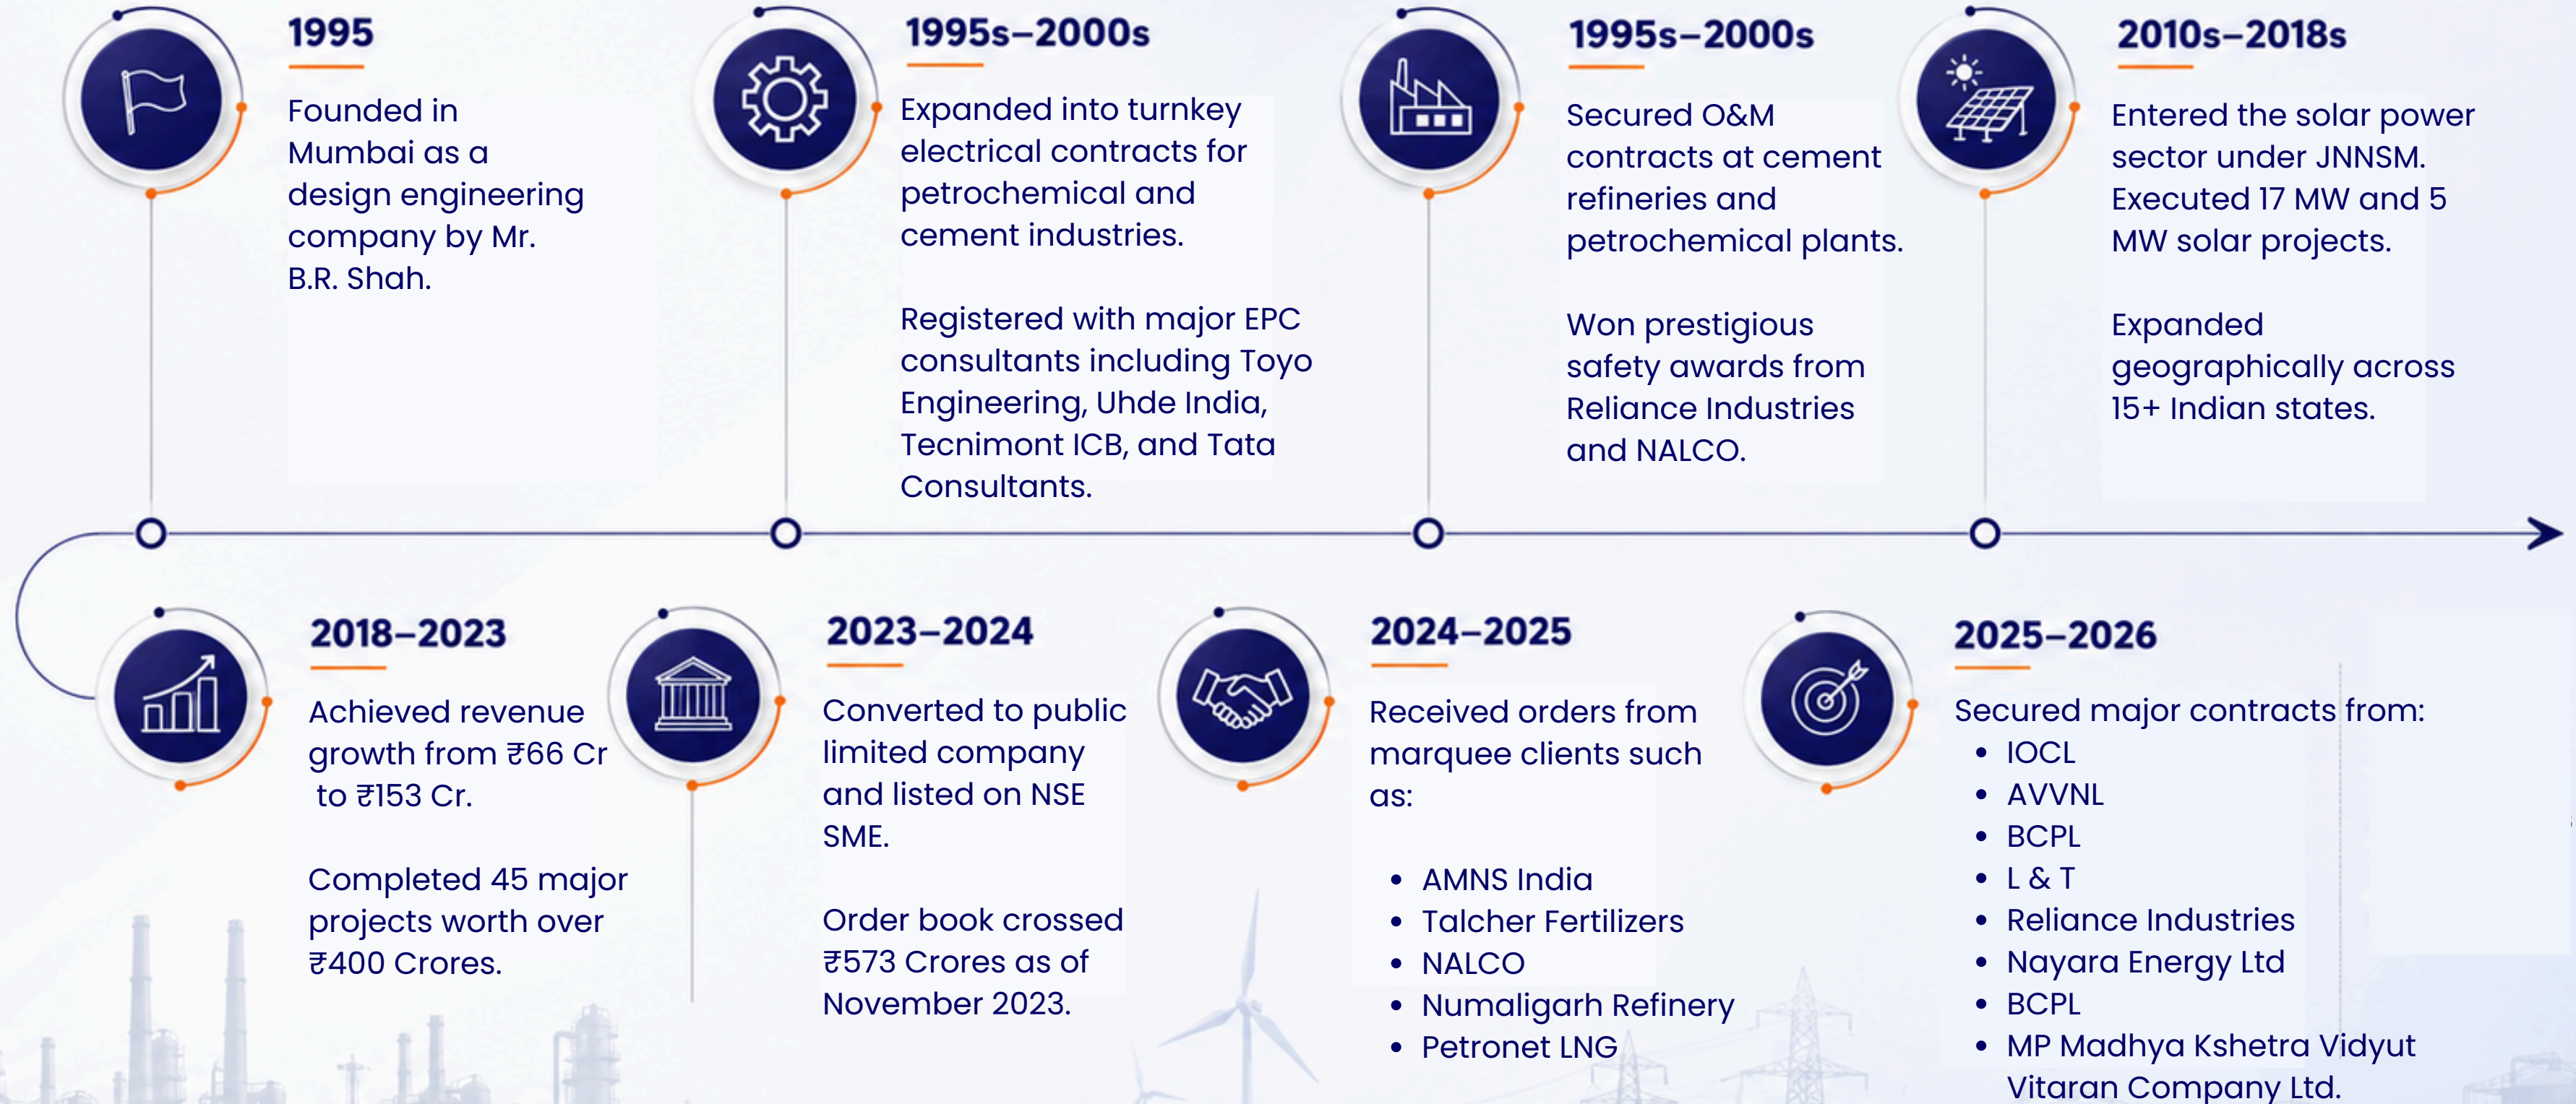 1995
Founded in
Mumbai as a
design engineering
company by Mr.
B.R. Shah.
1995s–2000s
Expanded into turnkey
electrical contracts for
petrochemical and
cement industries.
Registered with major EPC
consultants including Toyo
Engineering, Uhde India,
Tecnimont ICB, and Tata
Consultants.
1995s–2000s
Secured O&M
contracts at cement
refineries and
petrochemical plants.
Won prestigious
safety awards from
Reliance Industries
and NALCO.
2010s–2018s
Entered the solar power
sector under JNNSM.
Executed 17 MW and 5
MW solar projects.
Expanded
geographically across
15+ Indian states.
2018–2023
Achieved revenue
growth from ₹66 Cr
to ₹153 Cr.
Completed 45 major
projects worth over
₹400 Crores.
2023–2024
Converted to public
limited company
and listed on NSE
SME.
Order book crossed
₹573 Crores as of
November 2023.
2024–2025
Received orders from
marquee clients such
as:
• AMNS India
• Talcher Fertilizers
• NALCO
• Numaligarh Refinery
• Petronet LNG
2025–2026
Secured major contracts from:
• IOCL
• AVVNL
• BCPL
• L & T
• Reliance Industries
• Nayara Energy Ltd
• BCPL
• MP Madhya Kshetra Vidyut
Vitaran Company Ltd.